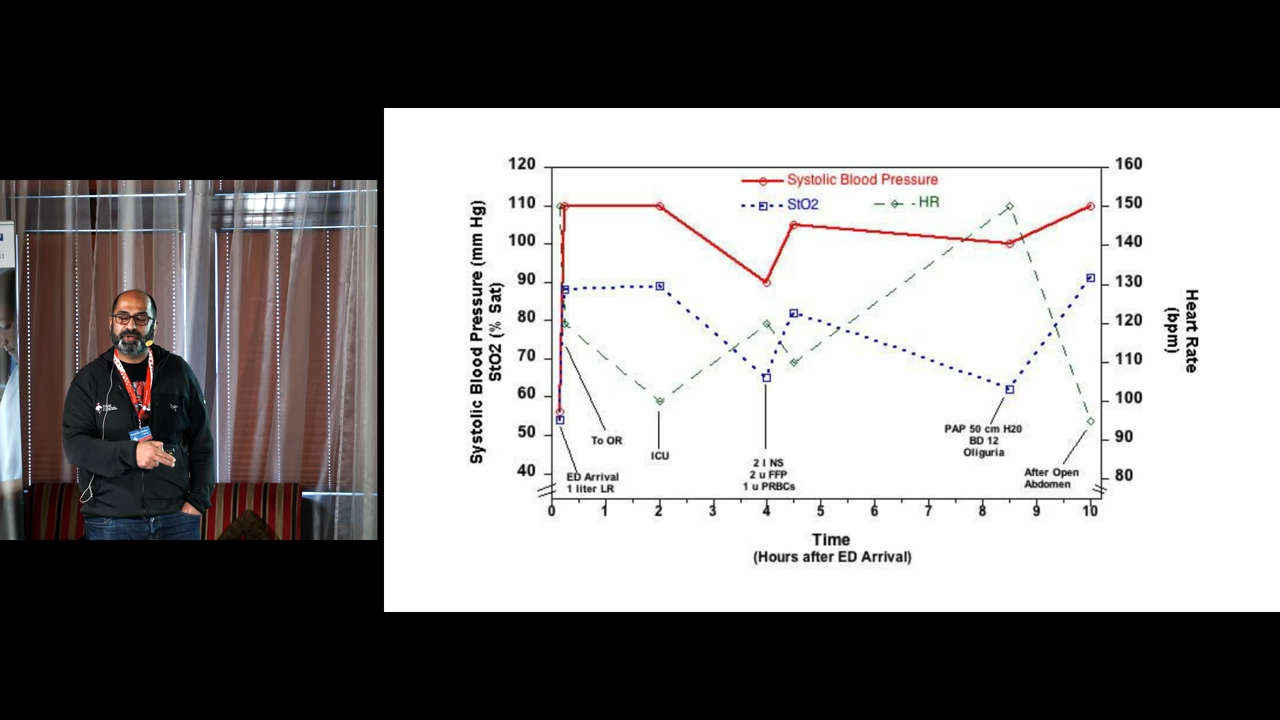 120
110
100
90
80
70
60
50
40
Systolic Blood Pressure (mm Hg)
StO2 (% Sat)
Systolic Blood Pressure
StO2
HR
160
150
140
130
120
110
100
90
80
Heart Rate
(bpm)
To OR
ED Arrival
1 liter LR
ICU
2 l NS
2 u FFP
1 u PRBCs
PAP 50 cm H20
BD 12
Oliguria
After Open
Abdomen
0 1 2 3 4 5 6 7 8 9 10
Time
(Hours after ED Arrival)